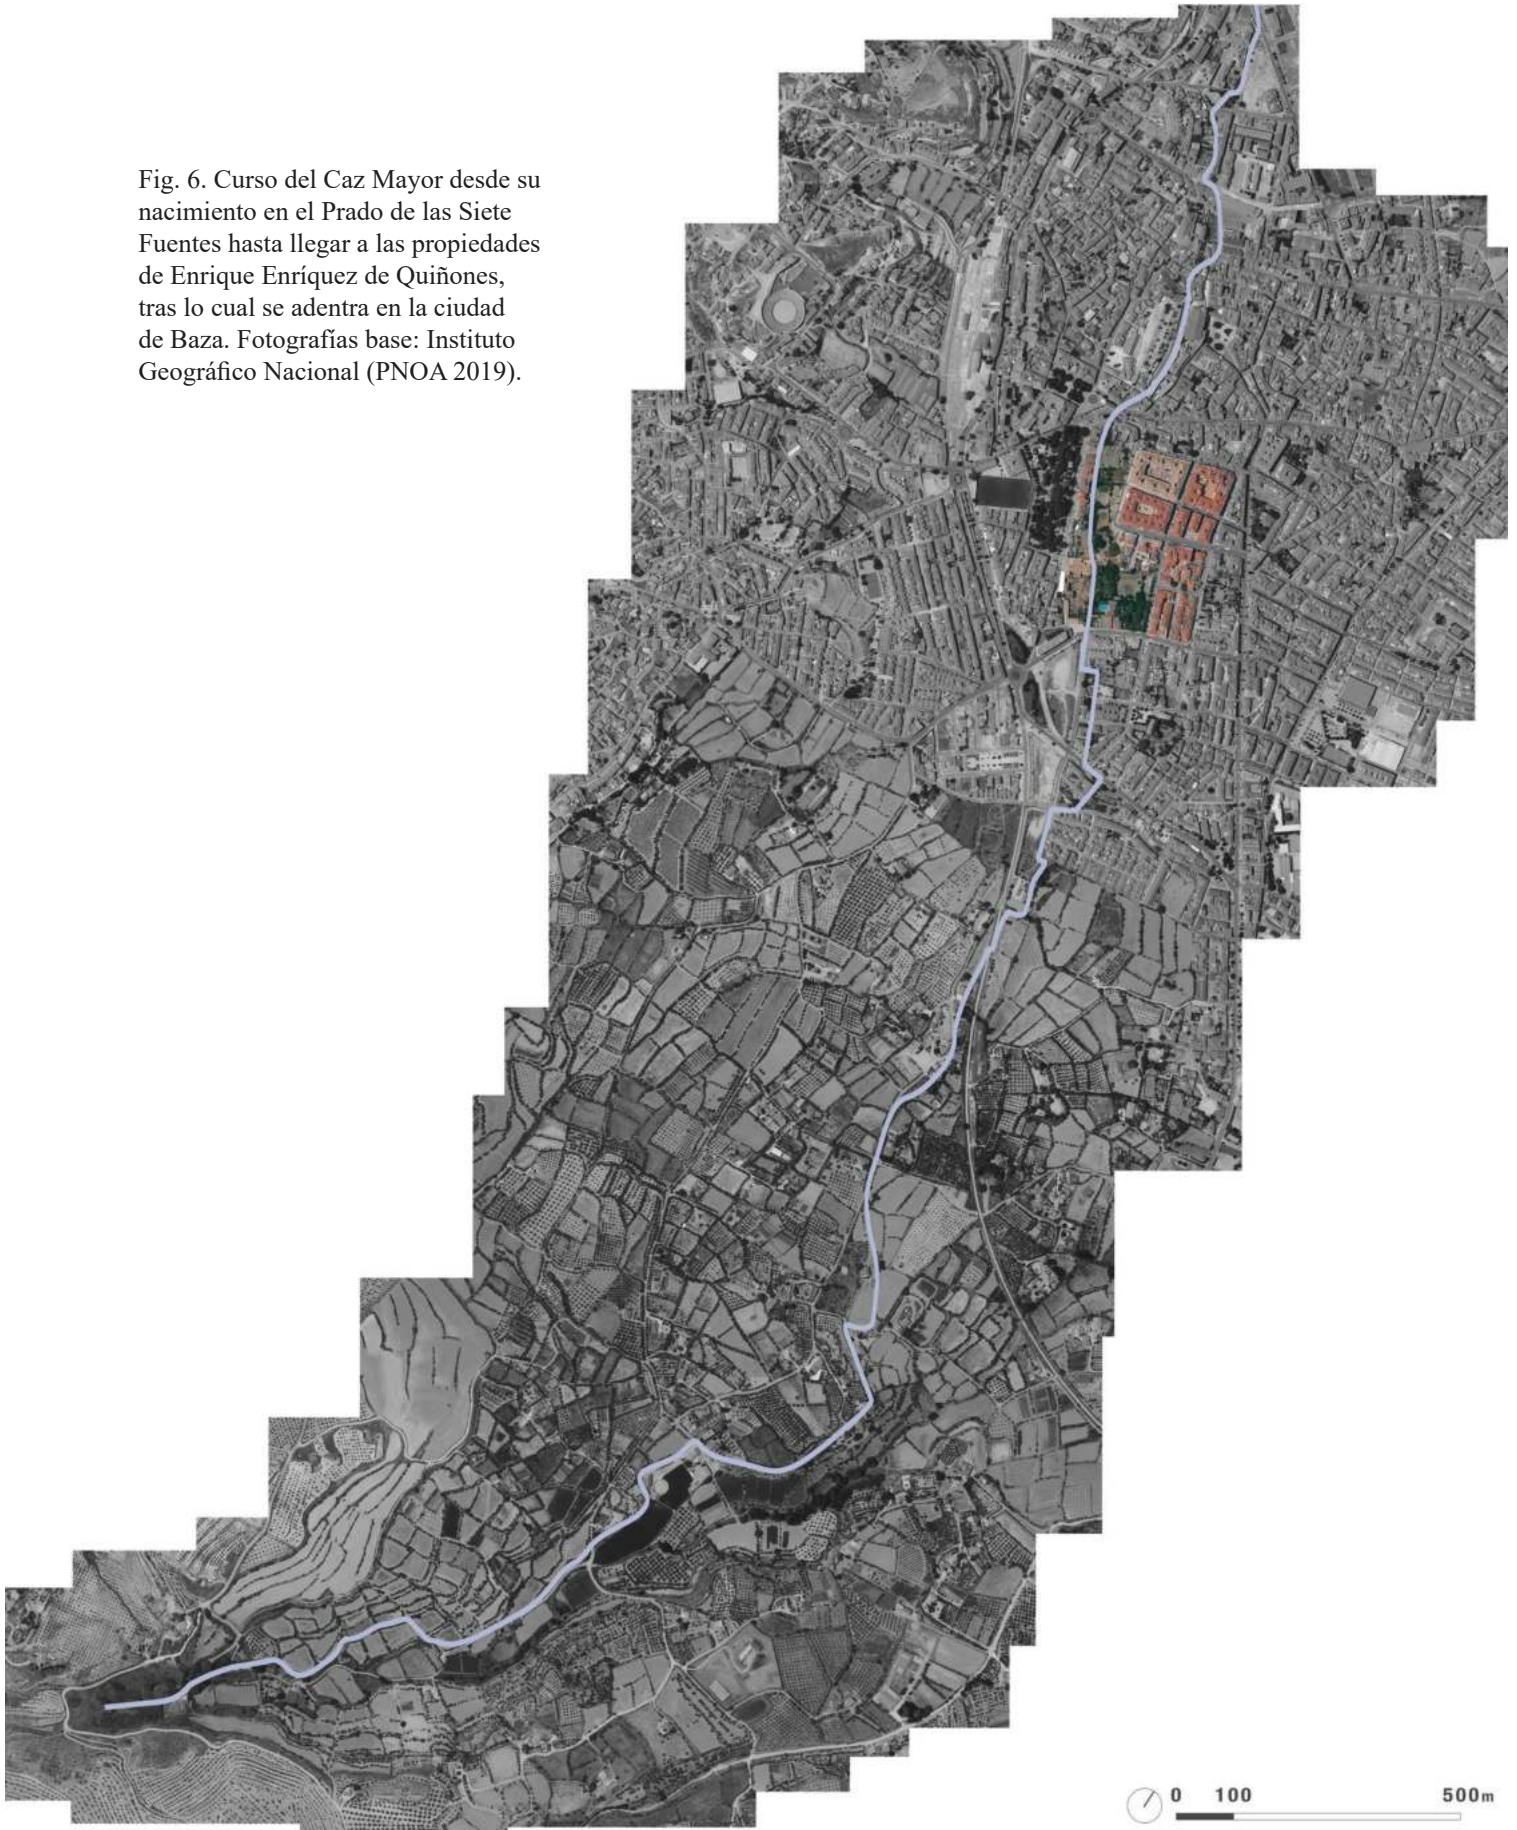 Fig. 6. Curso del Caz Mayor desde su
nacimiento en el Prado de las Siete
Fuentes hasta llegar a las propiedades
de Enrique Enríquez de Quiñones,
tras lo cual se adentra en la ciudad
de Baza. Fotografías base: Instituto
Geográfico Nacional (PNOA 2019).
0 100 500m